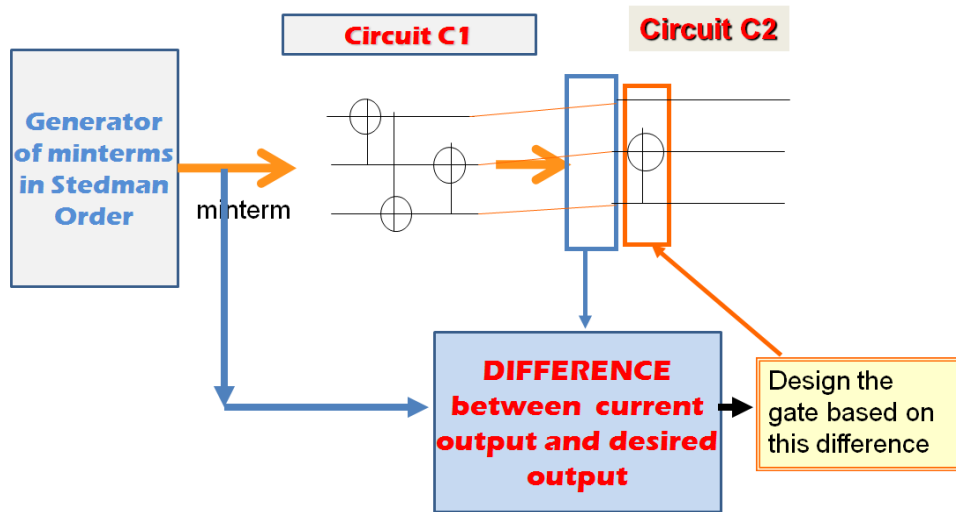 Circuit C1
Circuit C2
Generator
of minterms
in Stedman
Order
minterm
DIFFERENCE
between current
output and desired
output
Design the
gate based on
this difference